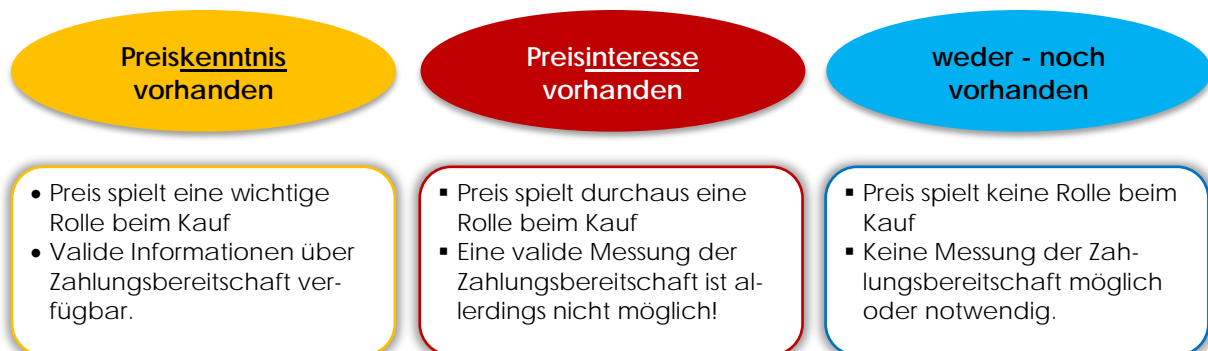 Preiskenntnis
vorhanden
Preisinteresse
vorhanden
weder - noch
vorhanden
• Preis spielt eine wichtige
Rolle beim Kauf
• Valide Informationen über
Zahlungsbereitschaft ver-
fügbar.
▪ Preis spielt durchaus eine
Rolle beim Kauf
▪ Eine valide Messung der
Zahlungsbereitschaft ist al-
lerdings nicht möglich!
▪ Preis spielt keine Rolle beim
Kauf
▪ Keine Messung der Zah-
lungsbereitschaft möglich
oder notwendig.